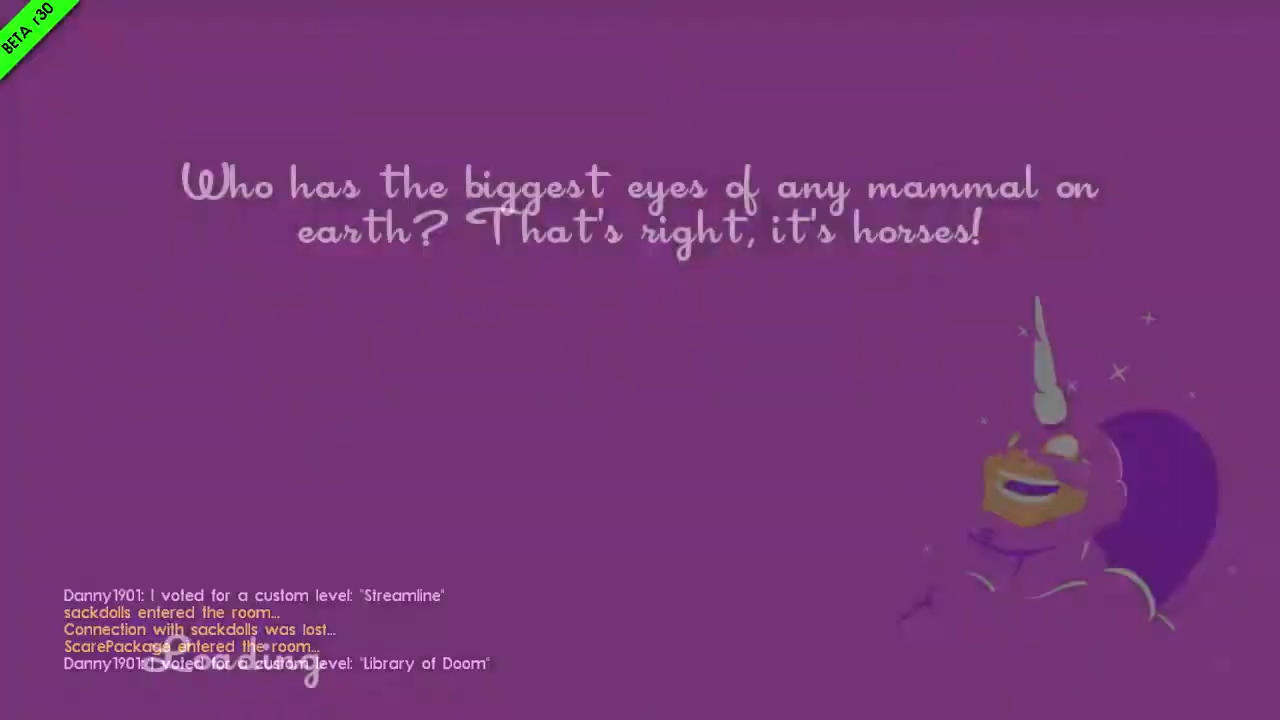 BETA r30
Who has the biggest eyes of any mammal on
earth? That's right, it's horses!
Danny1901: I voted for a custom level: "Streamline"
sackdolls entered the room...
Connection with sackdolls was lost...
ScarePackage entered the room...
Loading
Danny1901: I voted for a custom level: "Library of Doom"